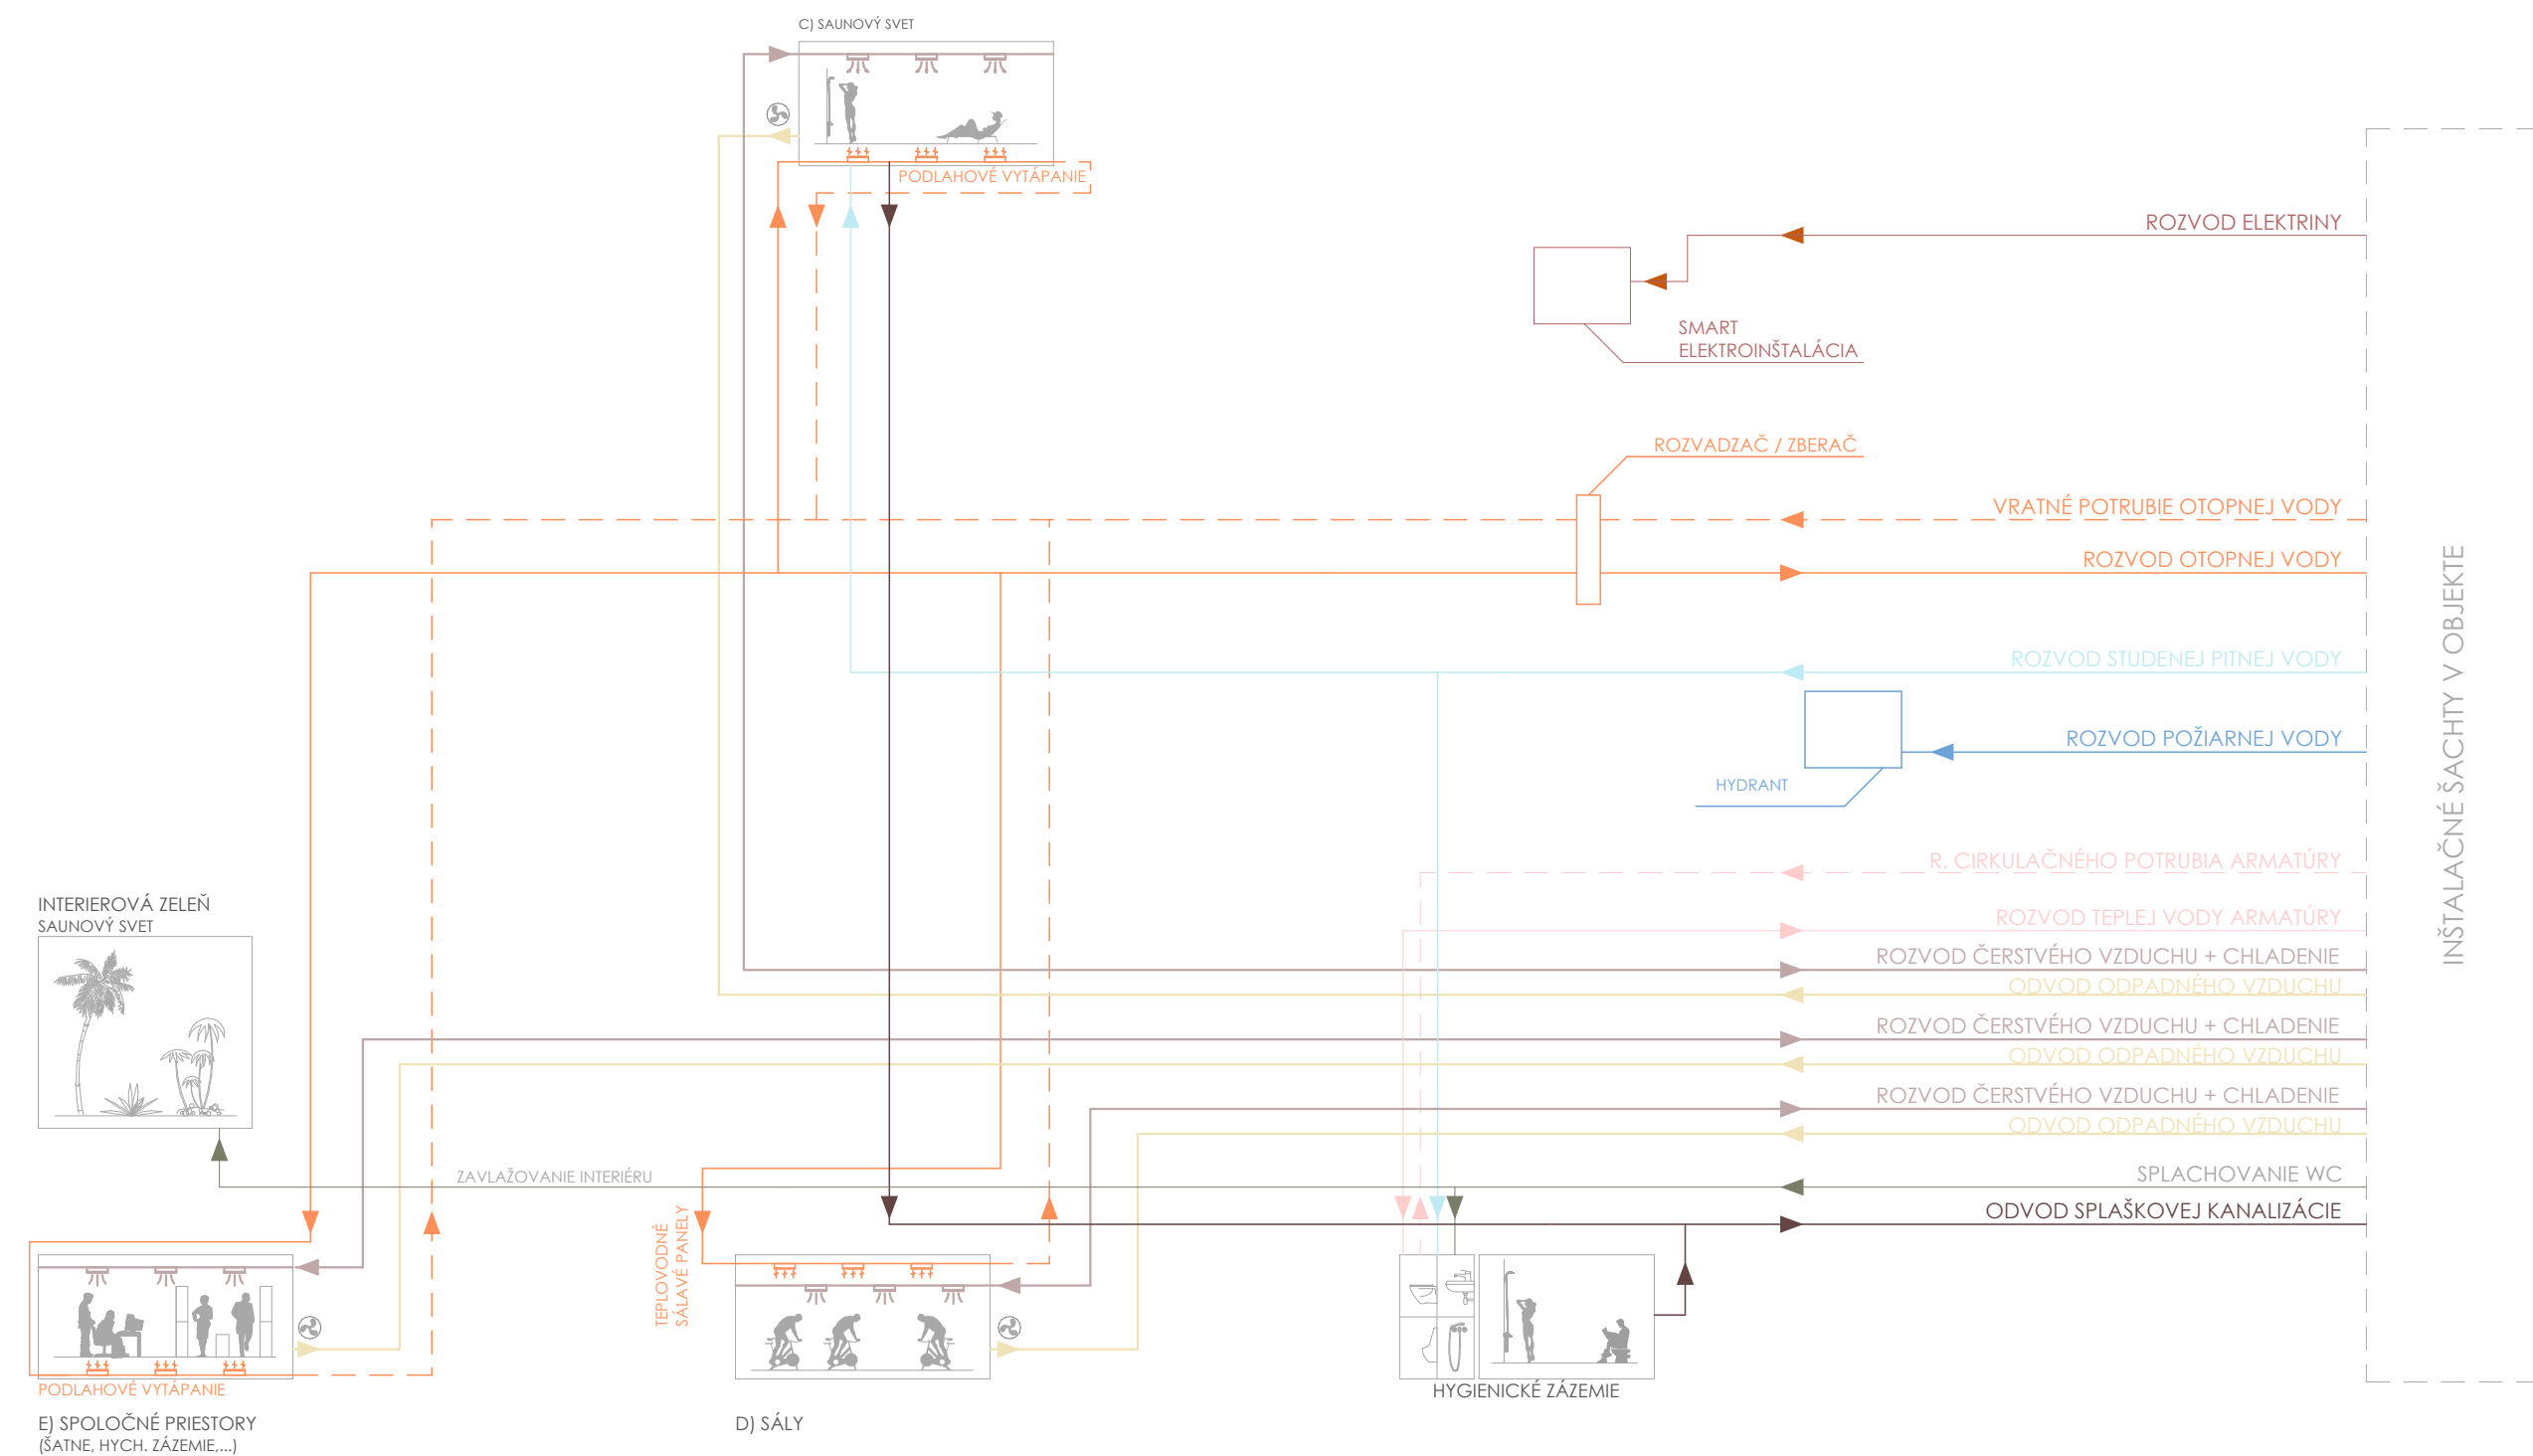 C) SAUNOVÝ SVET
PODLAHOVÉ VYTÁPANIE
ROZVOD ELEKTRINY
SMART
ELEKTROINŠTALÁCIA
ROZVADZAČ / ZBERAČ
VRATNÉ POTRUBIE OTOPNEJ VODY
ROZVOD OTOPNEJ VODY
ROZVOD STUDENEJ PITNEJ VODY
ROZVOD POŽIARNEJ VODY
HYDRANT
INŠTALAČNÉ ŠACHTY V OBJEKTE
R. CIRKULAČNÉHO POTRUBIA ARMATÚRY
ROZVOD TEPLEJ VODY ARMATÚRY
ROZVOD ČERSTVÉHO VZDUCHU + CHLADENIE
ODVOD ODPADNÉHO VZDUCHU
ROZVOD ČERSTVÉHO VZDUCHU + CHLADENIE
ODVOD ODPADNÉHO VZDUCHU
ROZVOD ČERSTVÉHO VZDUCHU + CHLADENIE
ODVOD ODPADNÉHO VZDUCHU
SPLACHOVANIE WC
ODVOD SPLAŠKOVEJ KANALIZÁCIE
INTERIEROVÁ ZELEŇ
SAUNOVÝ SVET
ZAVLAŽOVANIE INTERIÉRU
TEPLOVODNÉ
SÁLAVÉ PANELY
PODLAHOVÉ VYTÁPANIE
E) SPOLOČNÉ PRIESTORY
(ŠATNE, HYCH. ZÁZEMIE,...)
D) SÁLY
HYGIENICKÉ ZÁZEMIE